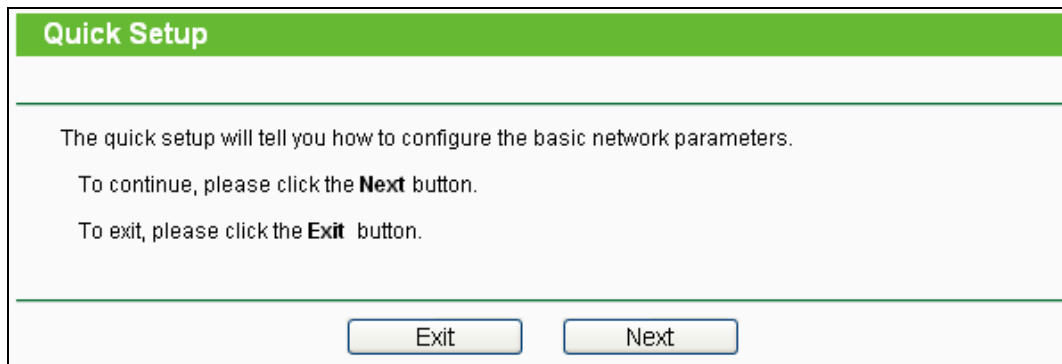 Quick Setup
The quick setup will tell you how to configure the basic network parameters.
To continue, please click the Next button.
To exit, please click the Exit button.
Exit Next